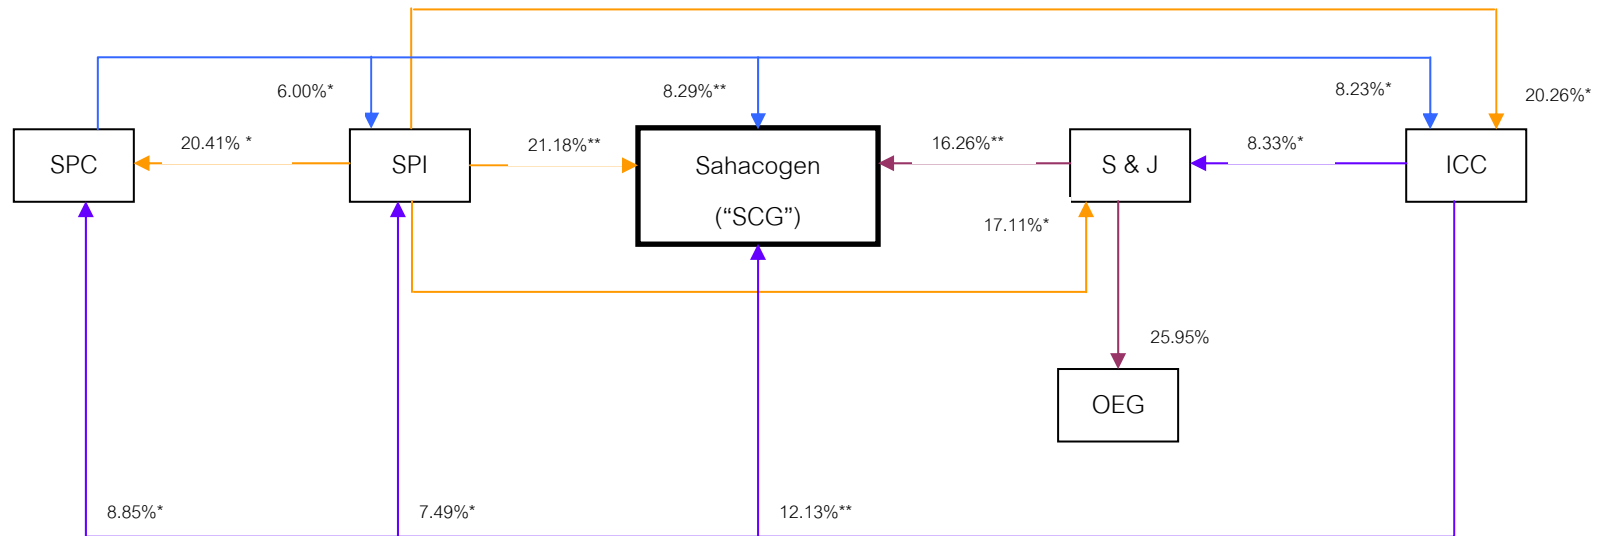 6.00%*
8.29%**
8.23%*
20.26%*
SPC
20.41% *
SPI
21.18%**
Sahacogen
(“SCG”)
16.26%**
S & J
8.33%*
ICC
17.11%*
25.95%
OEG
8.85%*
7.49%*
12.13%**